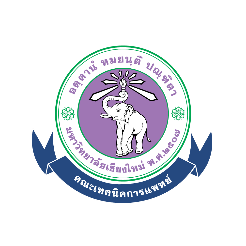 อตฺตานํ ทมยนฺติ ปณฺฑิตา
มหาวิทยาลัยเชียงใหม่ พ.ศ.๒๕๐๗
คณะเทคนิคการแพทย์